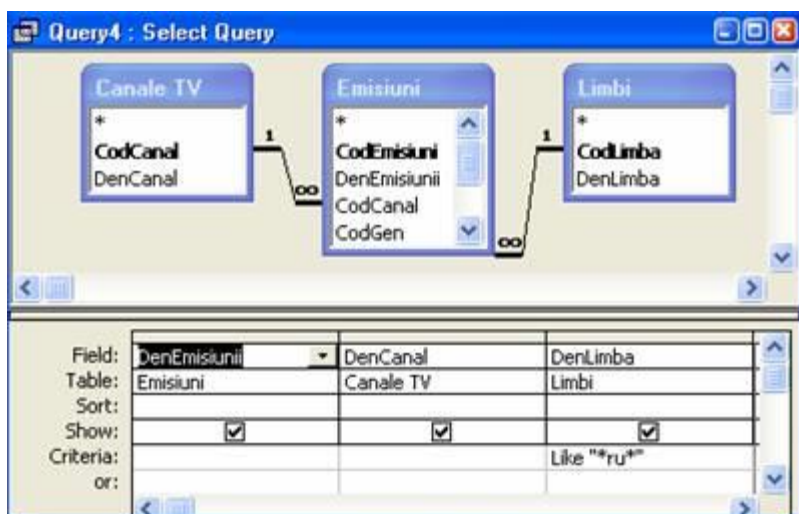 Query4 : Select Query
Canale TV
*
CodCanal
DenCanal
1
∞
Emisiuni
*
CodEmisiuni
DenEmisiunii
CodCanal
CodGen
1
∞
Limbi
*
CodLimba
DenLimba
Field: DenEmisiunii DenCanal DenLimba
Table: Emisiuni Canale TV Limbi
Sort:
Show:
Criteria: Like "*ru*"
or: